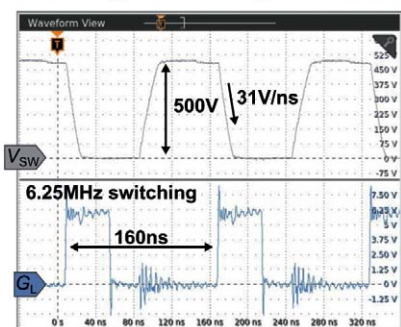 Waveform View
T
525 V
450 V
375 V
300 V
500V
31V/ns
225 V
150 V
75 V
VSW
0 V
-75 V
6.25MHz switching
7.50 V
6.25 V
5 V
160ns
3.75 V
2.50 V
1.25 V
GL
0 V
-1.25 V
0 s 40 ns 80 ns 120 ns 160 ns 200 ns 240 ns 280 ns 320 ns